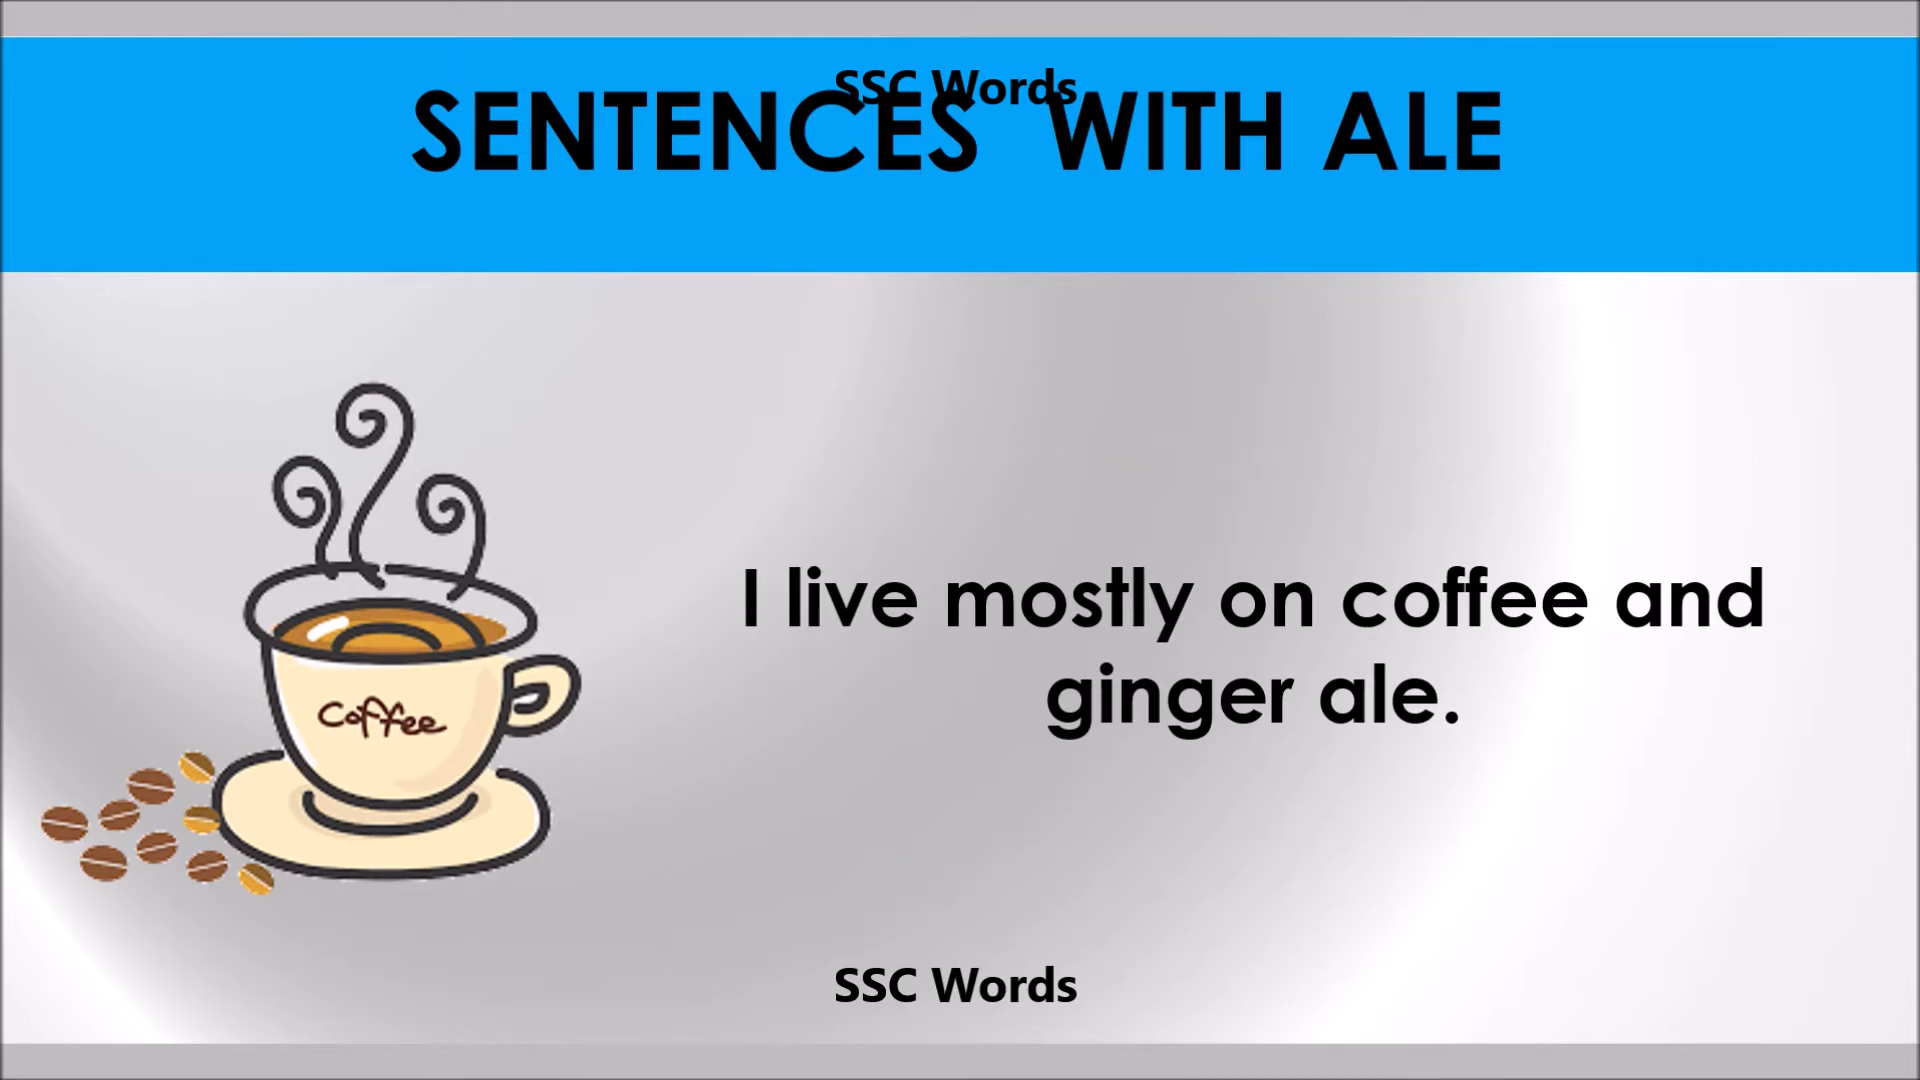 SSC Words
SENTENCES WITH ALE
Coffee
I live mostly on coffee and
ginger ale.
SSC Words